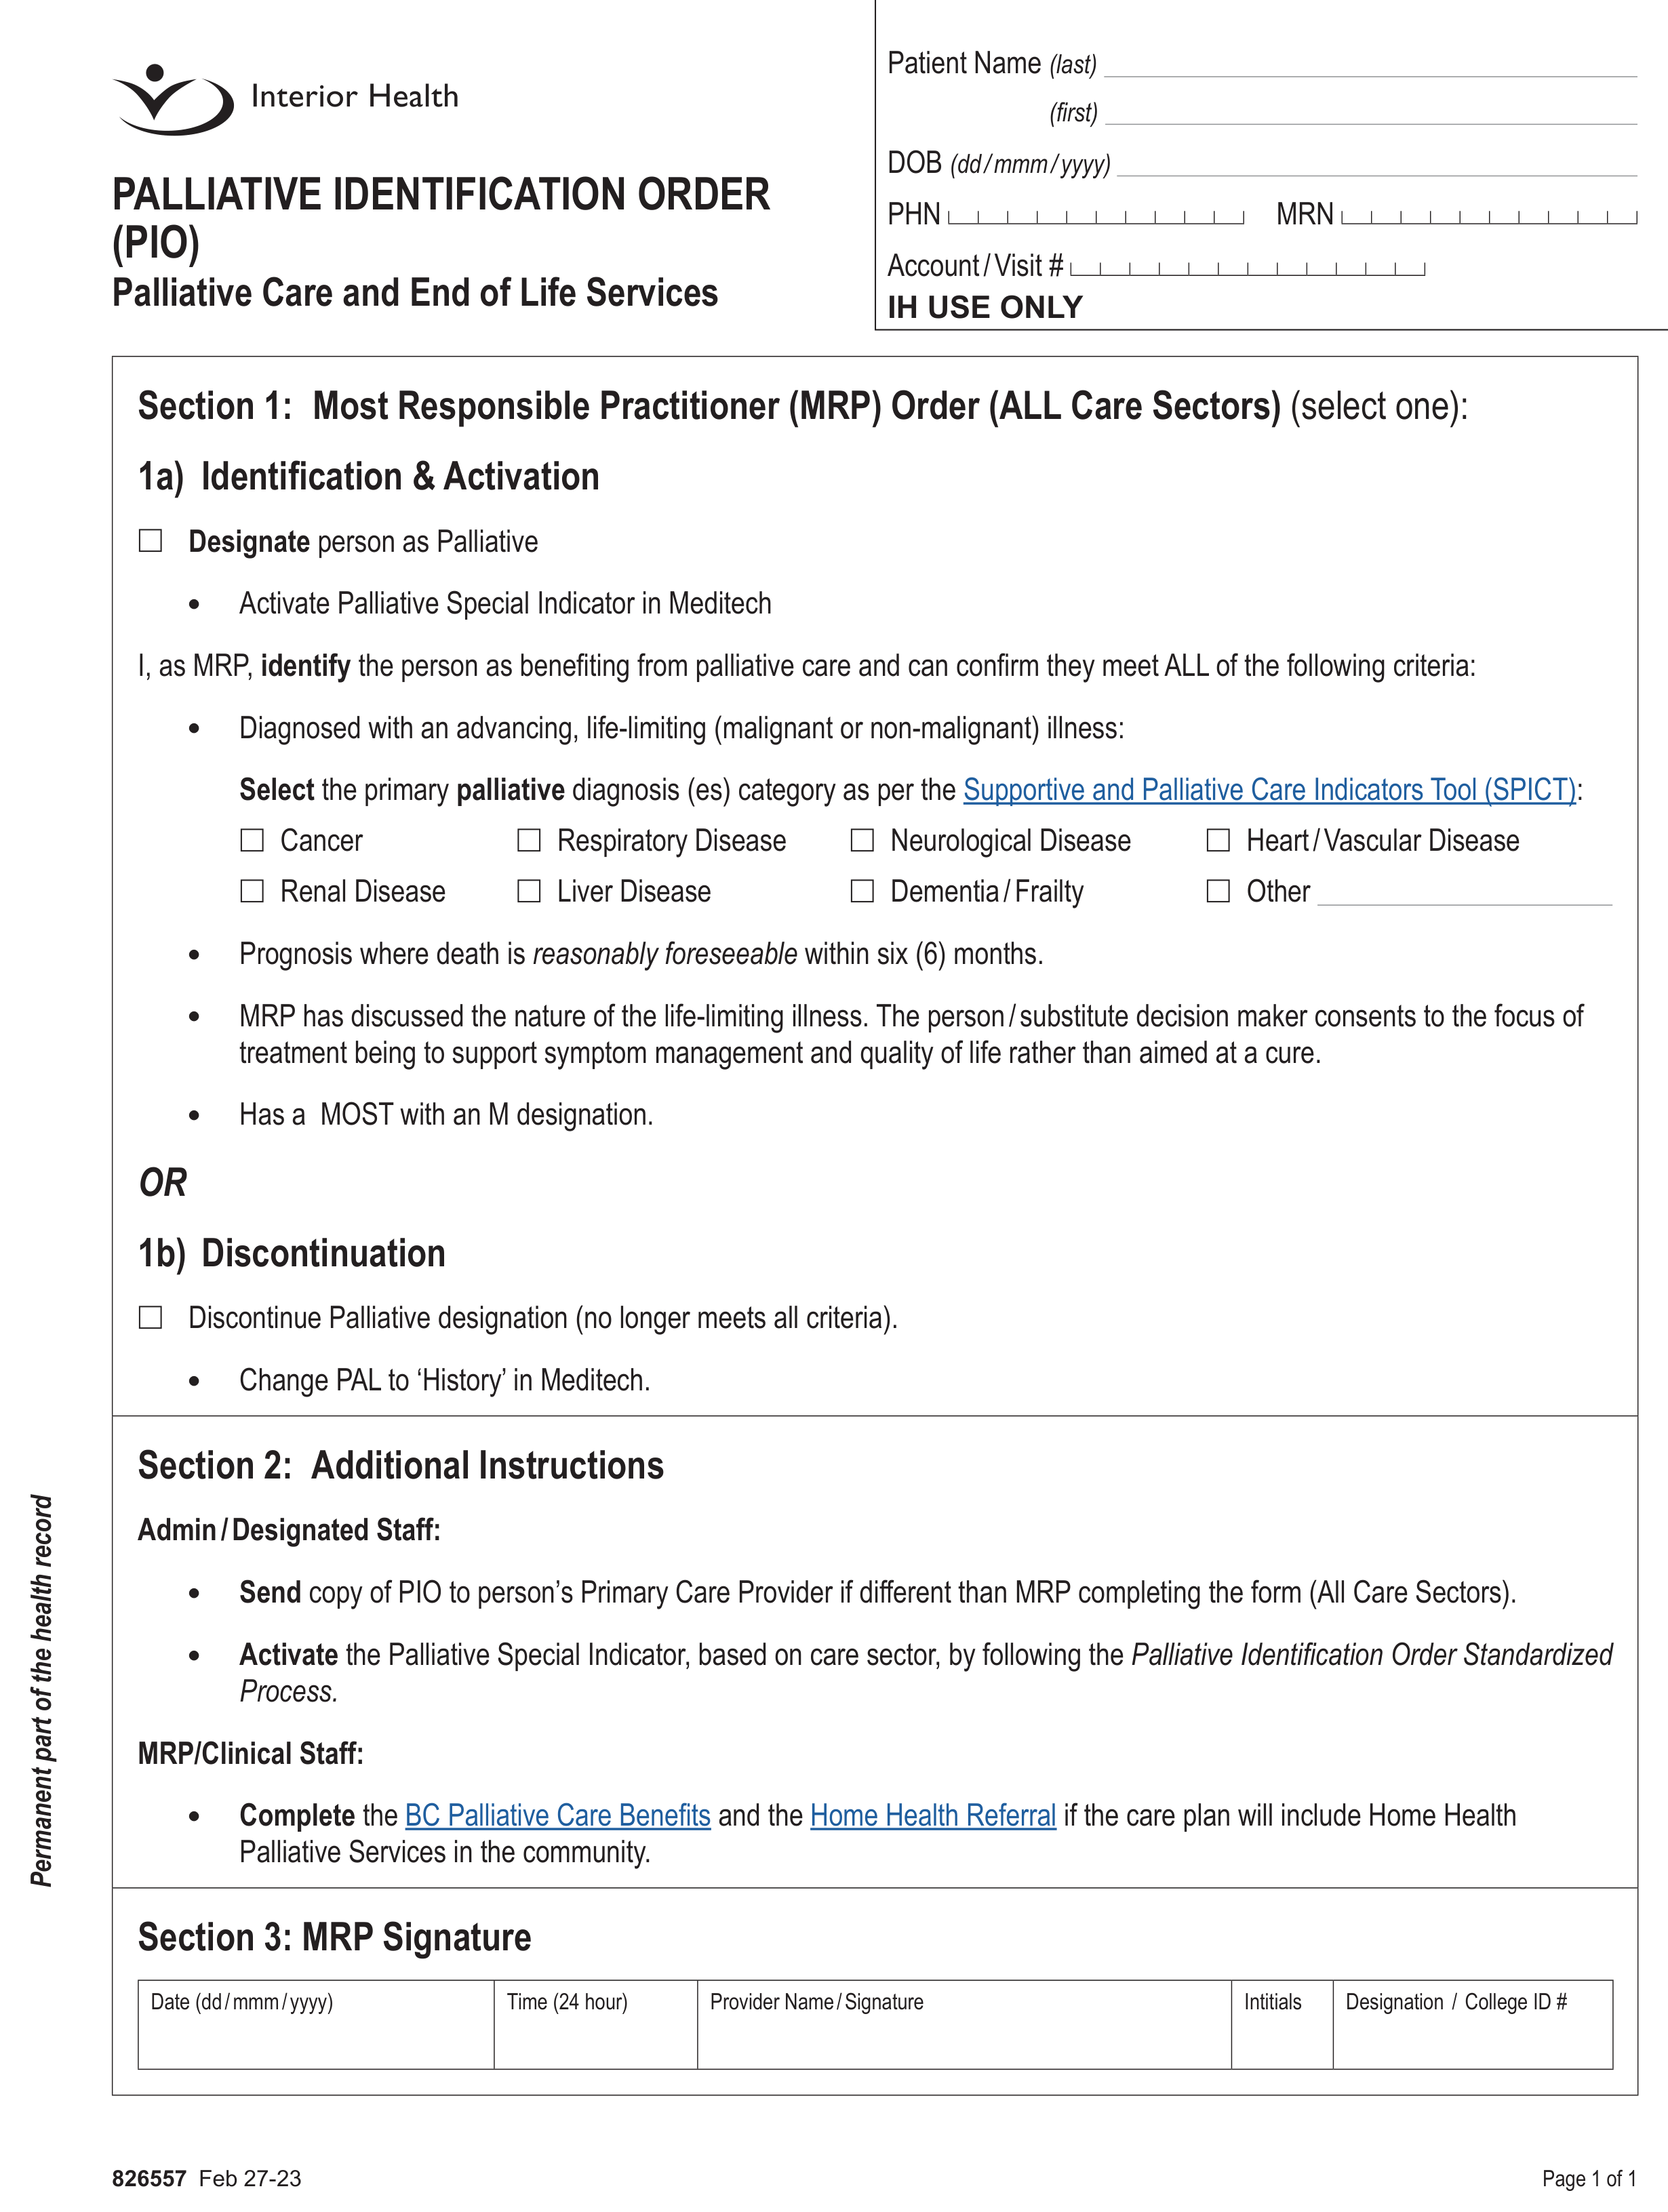 Interior Health
PALLIATIVE IDENTIFICATION ORDER
(PIO)
Palliative Care and End of Life Services
Patient Name (last)
(first)
DOB (dd/mmm/yyyy)
PHN MRN
Account/Visit #
IH USE ONLY
Section 1: Most Responsible Practitioner (MRP) Order (ALL Care Sectors) (select one):
1a) Identification & Activation
☐ Designate person as Palliative
• Activate Palliative Special Indicator in Meditech
I, as MRP, identify the person as benefiting from palliative care and can confirm they meet ALL of the following criteria:
• Diagnosed with an advancing, life-limiting (malignant or non-malignant) illness:
Select the primary palliative diagnosis (es) category as per the Supportive and Palliative Care Indicators Tool (SPICT):
☐ Cancer ☐ Respiratory Disease ☐ Neurological Disease ☐ Heart/Vascular Disease
☐ Renal Disease ☐ Liver Disease ☐ Dementia/Frailty ☐ Other
• Prognosis where death is reasonably foreseeable within six (6) months.
• MRP has discussed the nature of the life-limiting illness. The person/substitute decision maker consents to the focus of
treatment being to support symptom management and quality of life rather than aimed at a cure.
• Has a MOST with an M designation.
OR
1b) Discontinuation
☐ Discontinue Palliative designation (no longer meets all criteria).
• Change PAL to ‘History’ in Meditech.
Section 2: Additional Instructions
Admin/Designated Staff:
• Send copy of PIO to person’s Primary Care Provider if different than MRP completing the form (All Care Sectors).
• Activate the Palliative Special Indicator, based on care sector, by following the Palliative Identification Order Standardized
Process.
MRP/Clinical Staff:
• Complete the BC Palliative Care Benefits and the Home Health Referral if the care plan will include Home Health
Palliative Services in the community.
Section 3: MRP Signature
Date (dd/mmm/yyyy) Time (24 hour) Provider Name/Signature Intitials Designation / College ID #
Permanent part of the health record
826557 Feb 27-23 Page 1 of 1